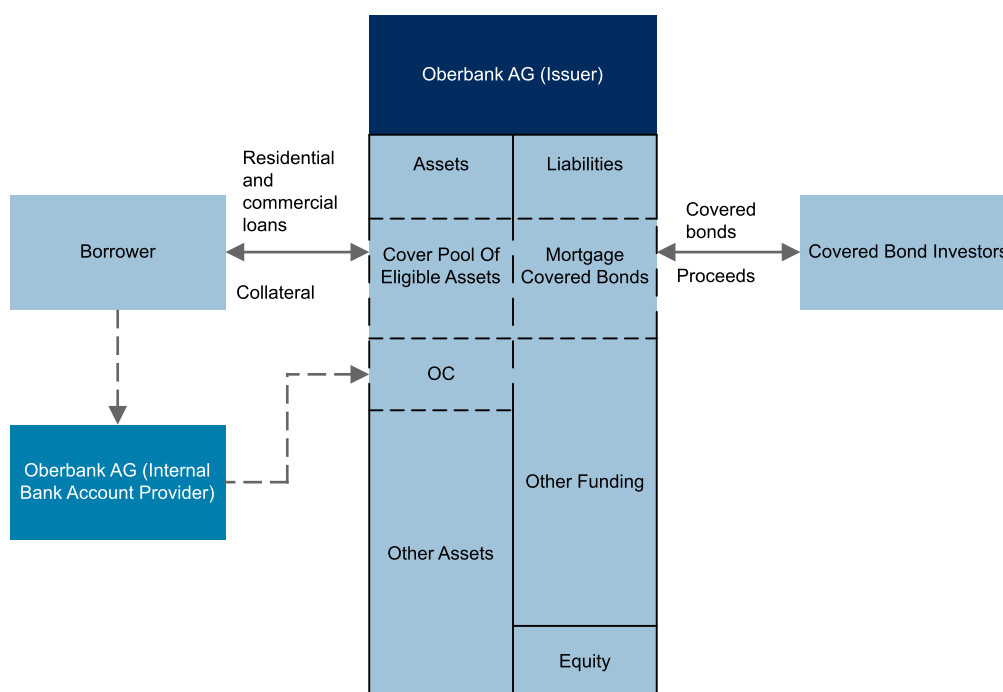 Oberbank AG (Issuer)
Assets
Liabilities
Residential
and
commercial
loans
Borrower
Collateral
Cover Pool Of
Eligible Assets
Mortgage
Covered Bonds
Covered
bonds
Proceeds
Covered Bond Investors
OC
Oberbank AG (Internal
Bank Account Provider)
Other Funding
Other Assets
Equity